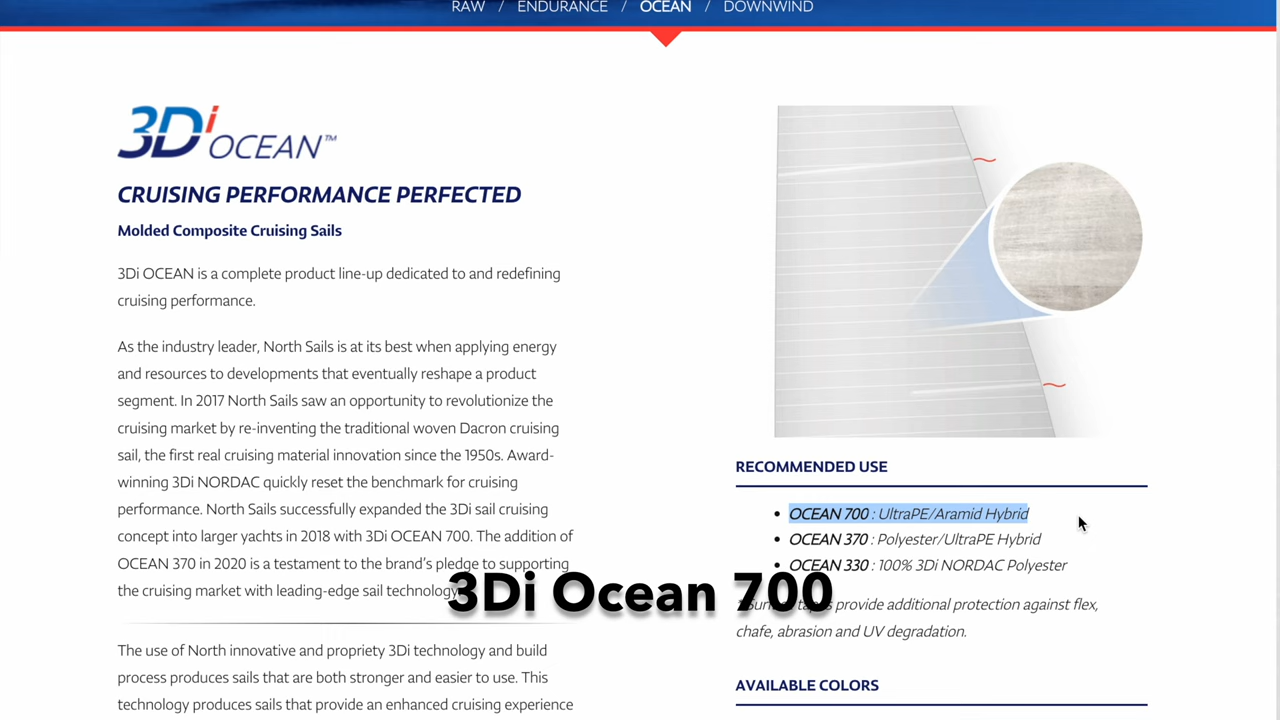 RAW / ENDURANCE / OCEAN / DOWNWIND
3Di OCEAN™
CRUISING PERFORMANCE PERFECTED
Molded Composite Cruising Sails
3Di OCEAN is a complete product line-up dedicated to and redefining
cruising performance.
As the industry leader, North Sails is at its best when applying energy
and resources to developments that eventually reshape a product
segment. In 2017 North Sails saw an opportunity to revolutionize the
cruising market by re-inventing the traditional woven Dacron cruising
sail, the first real cruising material innovation since the 1950s. Award-
winning 3Di NORDAC quickly reset the benchmark for cruising
performance. North Sails successfully expanded the 3Di sail cruising
concept into larger yachts in 2018 with 3Di OCEAN 700. The addition of
OCEAN 370 in 2020 is a testament to the brand's pledge to supporting
the cruising market with leading-edge sail technology
The use of North innovative and propriety 3Di technology and build
process produces sails that are both stronger and easier to use. This
technology produces sails that provide an enhanced cruising experience
RECOMMENDED USE
• OCEAN 700 : UltraPE/Aramid Hybrid
• OCEAN 370 : Polyester/UltraPE Hybrid
• OCEAN 330 : 100% 3Di NORDAC Polyester
provide additional protection against flex,
chafe, abrasion and UV degradation.
AVAILABLE COLORS
3Di Ocean 700